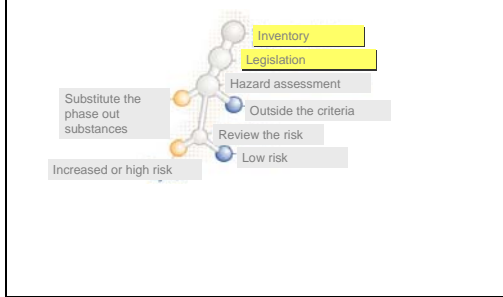 Inventory
Legislation
Hazard assessment
Substitute the
phase out
substances
Outside the criteria
Review the risk
Low risk
Increased or high risk